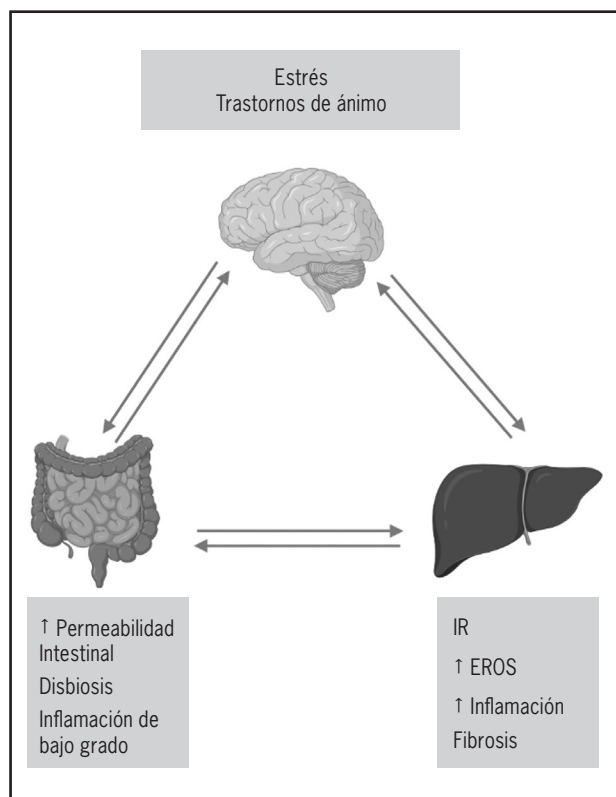 Estrés
Trastornos de ánimo
↑ Permeabilidad
Intestinal
Disbiosis
Inflamación de
bajo grado
IR
↑ EROS
↑ Inflamación
Fibrosis